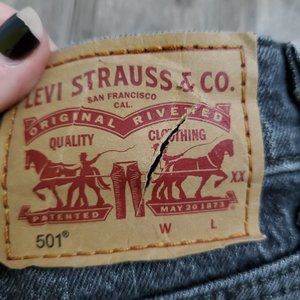 LEVI STRAUSS & CO.
SAN FRANCISCO
CAL.
ORIGINAL RIVETED
QUALITY CLOTHING
XX
PATENTED MAY 20 1873
501® W L